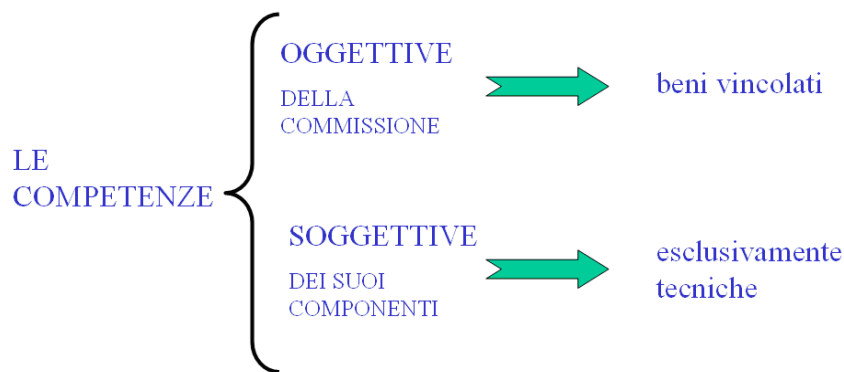 LE
COMPETENZE
OGGETTIVE
DELLA
COMMISSIONE
beni vincolati
SOGGETTIVE
DEI SUOI
COMPONENTI
esclusivamente
tecniche